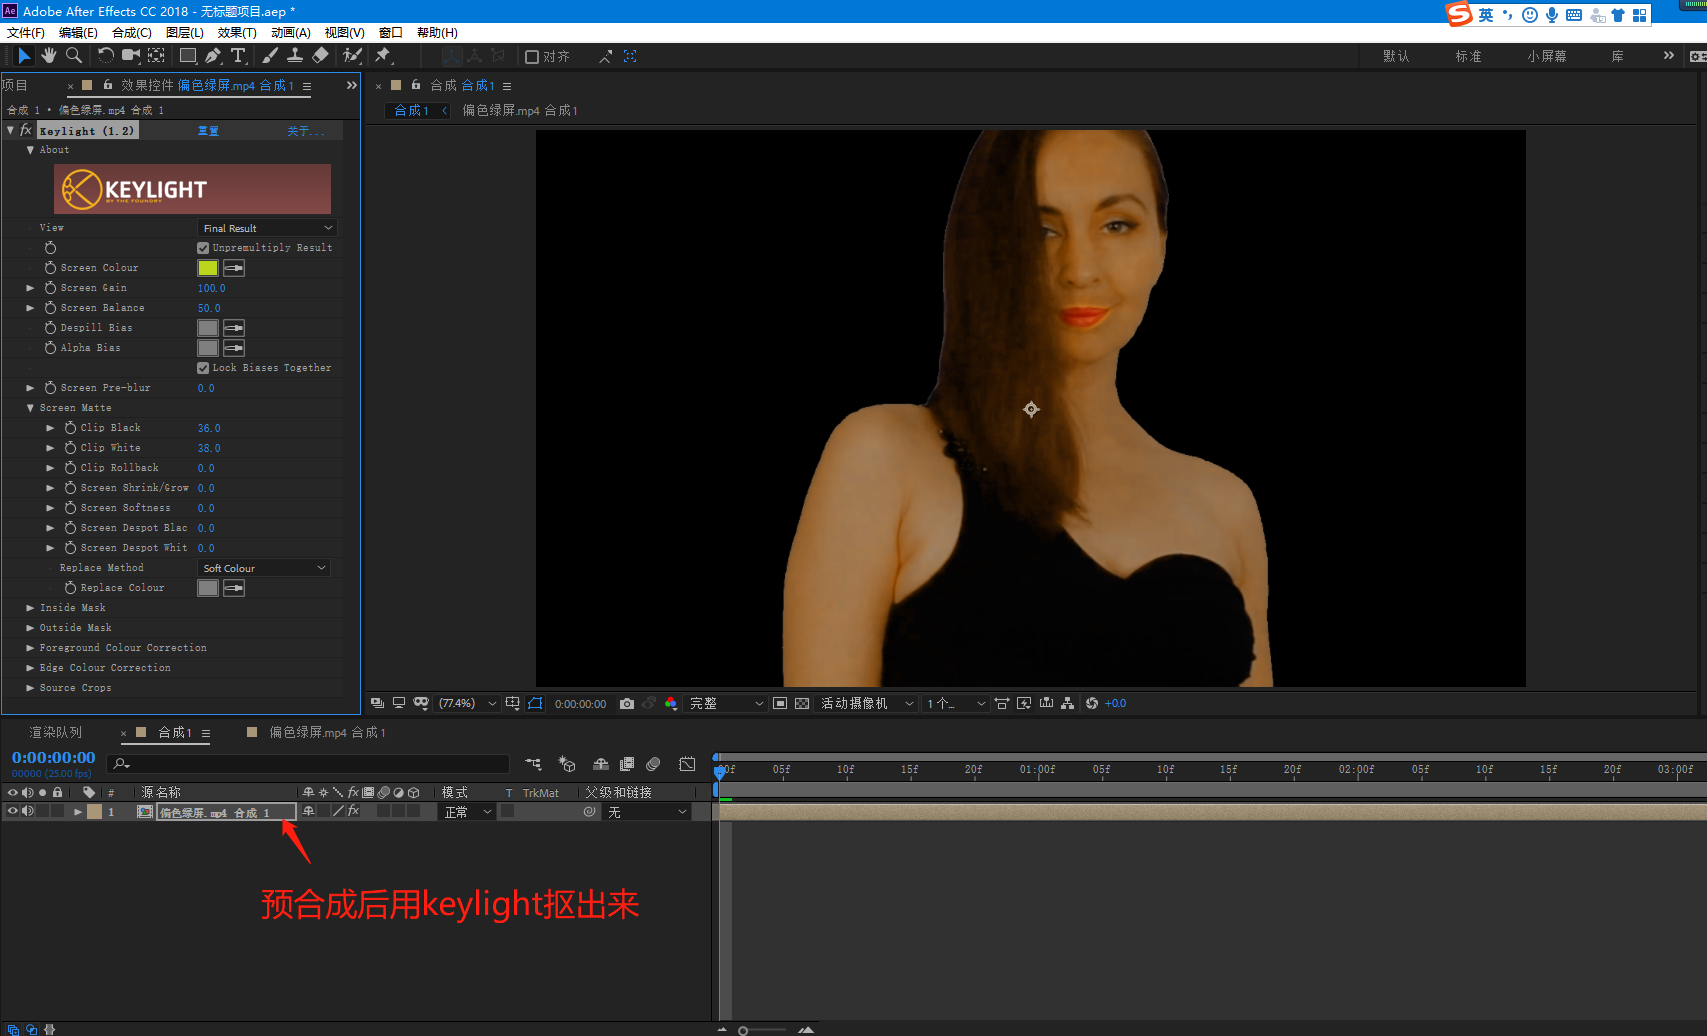 Ae Adobe After Effects CC 2018 - 无标题项目.aep *
S 英
文件(F) 编辑(E) 合成(C) 图层(L) 效果(T) 动画(A) 视图(V) 窗口 帮助(H)
T 对齐 默认 标准 小屏幕 库 »
项目 × 效果控件 偏色绿屏.mp4 合成1 ☰ »
合成 1 • 偏色绿屏.mp4 合成 1
fx Keylight (1.2) 重置 关于...
About
KEYLIGHT
BY THE FOUNDRY
View Final Result
Unpremultiply Result
Screen Colour
Screen Gain 100.0
Screen Balance 50.0
Despill Bias
Alpha Bias
Lock Biases Together
Screen Pre-blur 0.0
Screen Matte
Clip Black 36.0
Clip White 38.0
Clip Rollback 0.0
Screen Shrink/Grow 0.0
Screen Softness 0.0
Screen Despot Blac 0.0
Screen Despot Whit 0.0
Replace Method Soft Colour
Replace Colour
Inside Mask
Outside Mask
Foreground Colour Correction
Edge Colour Correction
Source Crops
× 合成 合成1 ☰
合成1 ‹ 偏色绿屏.mp4 合成1
(77.4%) 0:00:00:00 完整 活动摄像机 1个... +0.0
渲染队列 × 合成1 ☰ 偏色绿屏.mp4 合成1
0:00:00:00
00000 (25.00 fps)
00f 05f 10f 15f 20f 01:00f 05f 10f 15f 20f 02:00f 05f 10f 15f 20f 03:00f
# 源名称 fx 模式 T TrkMat 父级和链接
1 偏色绿屏.mp4 合成 1 fx 正常 无
预合成后用keylight抠出来